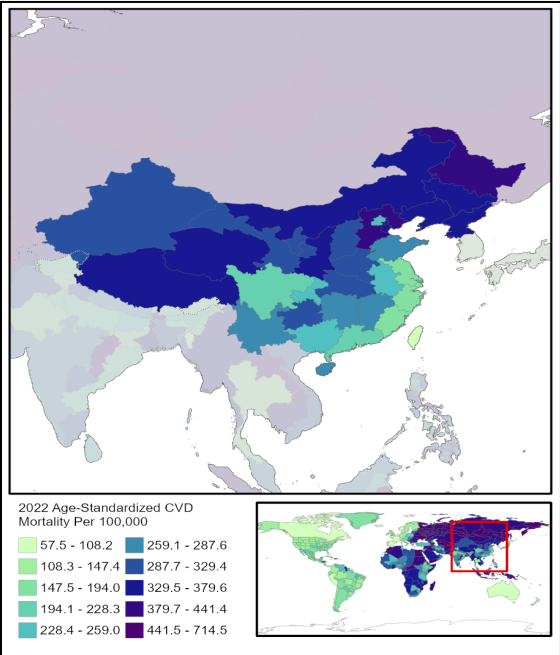 2022 Age-Standardized CVD
Mortality Per 100,000
57.5 - 108.2
108.3 - 147.4
147.5 - 194.0
194.1 - 228.3
228.4 - 259.0
259.1 - 287.6
287.7 - 329.4
329.5 - 379.6
379.7 - 441.4
441.5 - 714.5